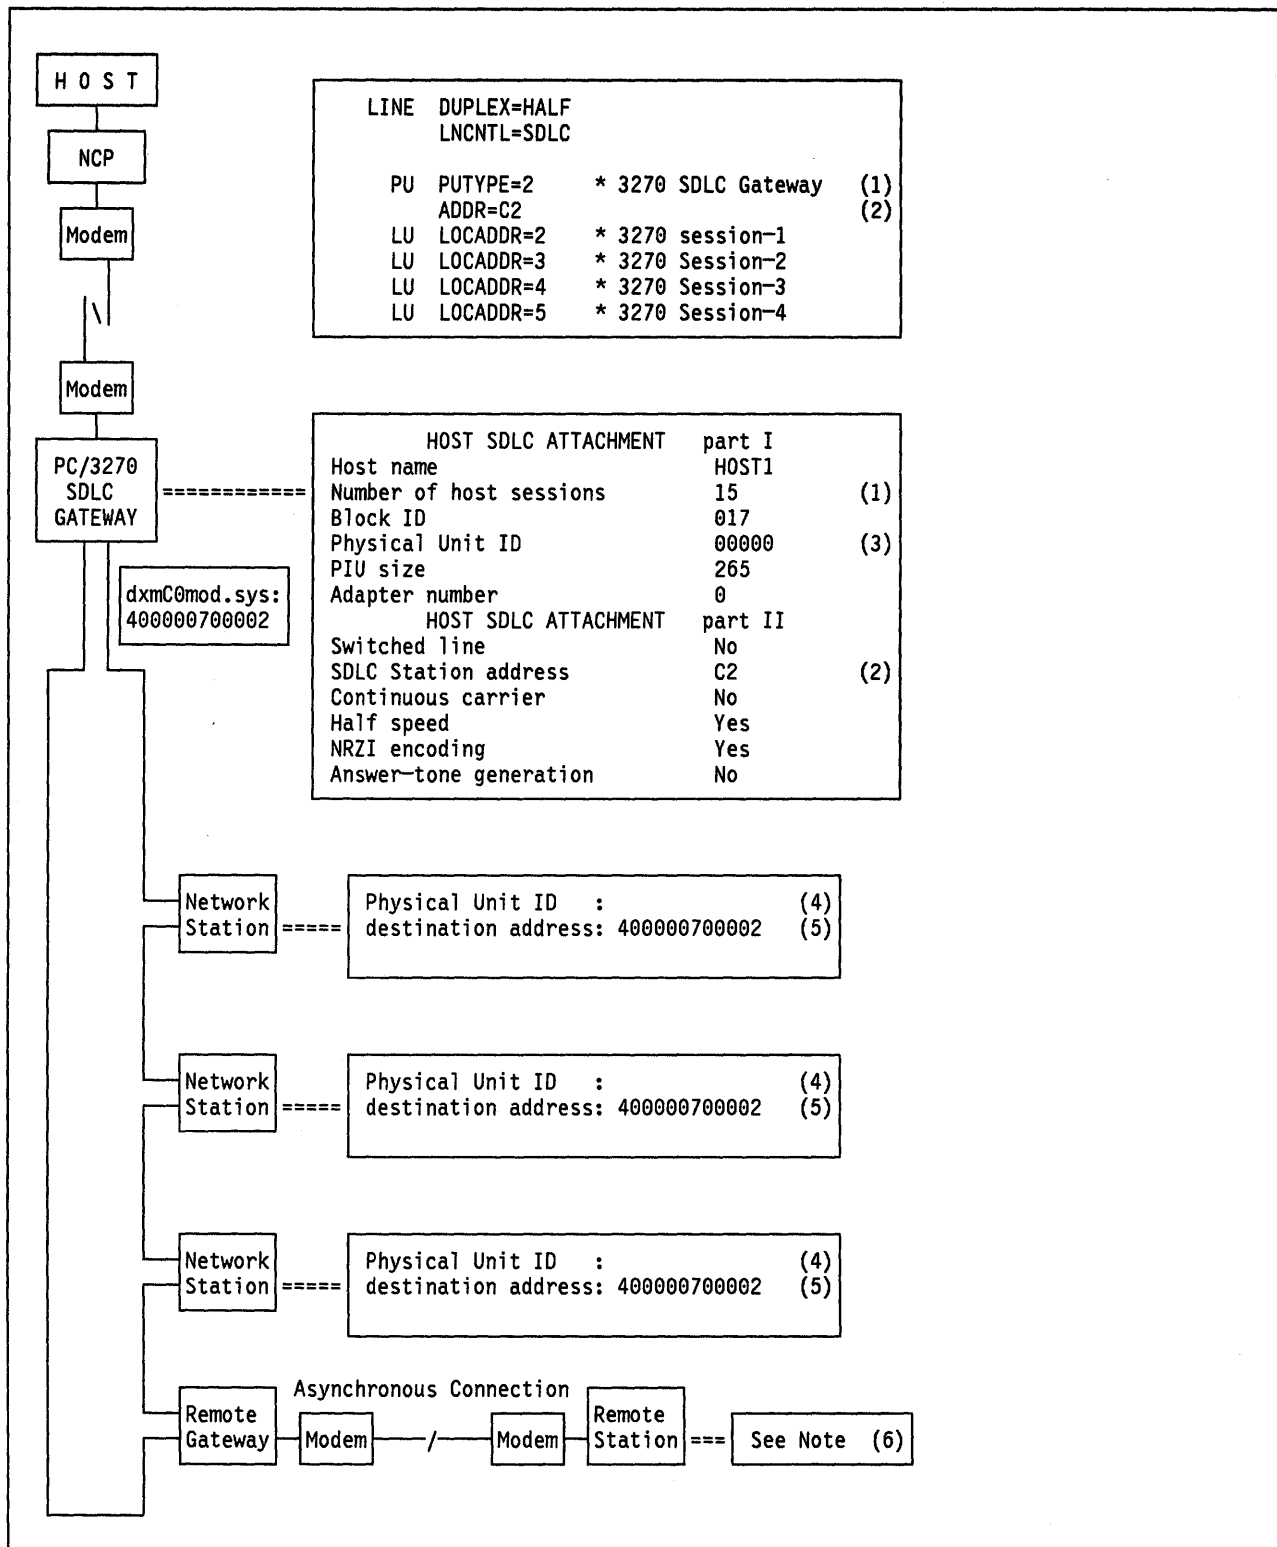 H O S T
NCP
Modem
Modem
PC/3270
SDLC
GATEWAY
============
dxmC0mod.sys:
400000700002
LINE DUPLEX=HALF
LNCNTL=SDLC
PU PUTYPE=2 * 3270 SDLC Gateway (1)
ADDR=C2 (2)
LU LOCADDR=2 * 3270 session-1
LU LOCADDR=3 * 3270 Session-2
LU LOCADDR=4 * 3270 Session-3
LU LOCADDR=5 * 3270 Session-4
HOST SDLC ATTACHMENT part I
Host name HOST1
Number of host sessions 15 (1)
Block ID 017
Physical Unit ID 00000 (3)
PIU size 265
Adapter number 0
HOST SDLC ATTACHMENT part II
Switched line No
SDLC Station address C2 (2)
Continuous carrier No
Half speed Yes
NRZI encoding Yes
Answer-tone generation No
Network
Station =====
Physical Unit ID : (4)
destination address: 400000700002 (5)
Network
Station =====
Physical Unit ID : (4)
destination address: 400000700002 (5)
Network
Station =====
Physical Unit ID : (4)
destination address: 400000700002 (5)
Asynchronous Connection
Remote
Gateway
Modem
/
Modem
Remote
Station ===
See Note (6)